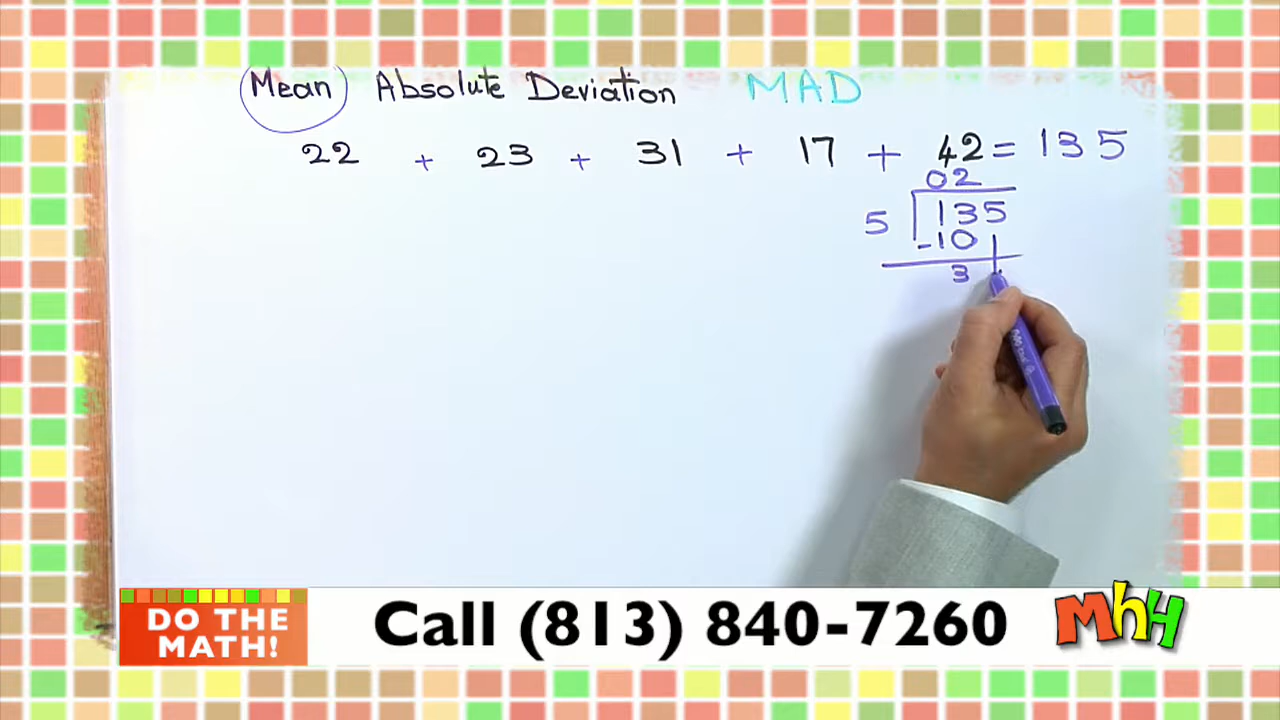 Mean Absolute Deviation MAD
22 + 23 + 31 + 17 + 42 = 135
02
5 135
-10
3
DO THE
MATH!
Call (813) 840-7260
Mh4